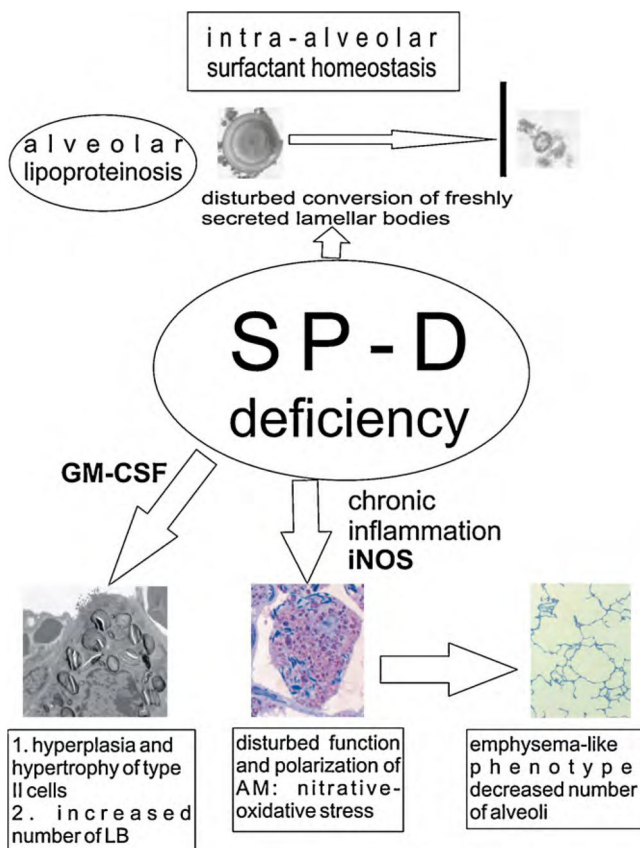 intra-alveolar
surfactant homeostasis
alveolar
lipoproteinosis
disturbed conversion of freshly
secreted lamellar bodies
SP-D
deficiency
GM-CSF
chronic
inflammation
iNOS
1. hyperplasia and
hypertrophy of type
II cells
2. increased
number of LB
disturbed function
and polarization of
AM: nitrative-
oxidative stress
emphysema-like
phenotype
decreased number
of alveoli